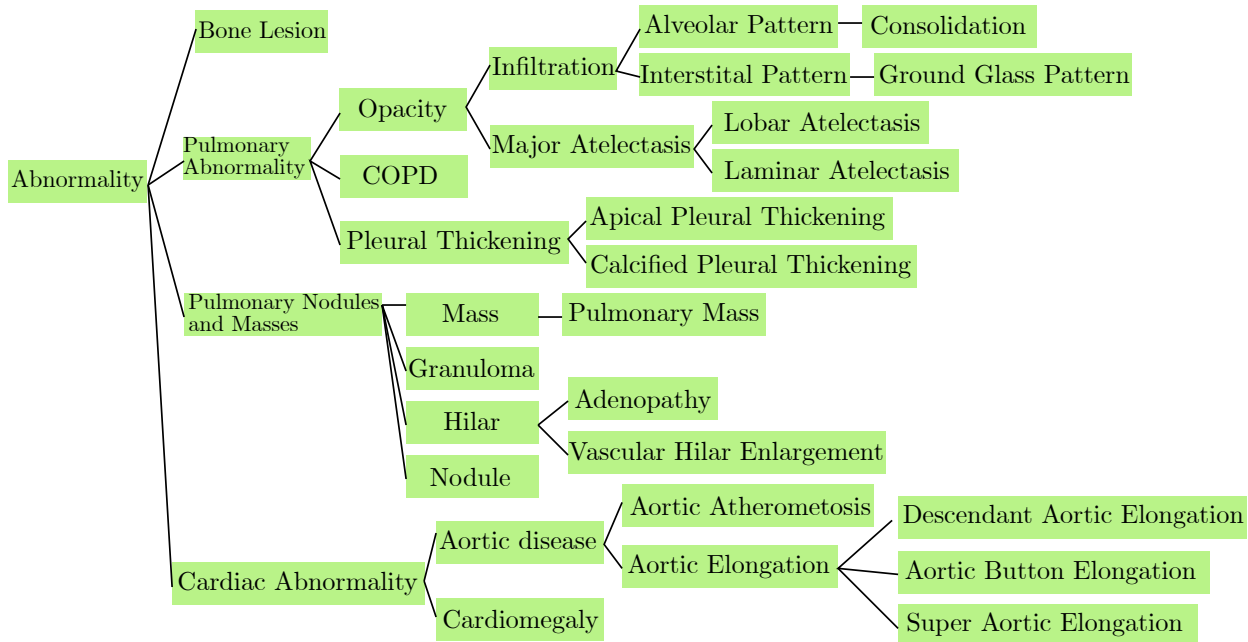 Bone Lesion
Alveolar Pattern
Consolidation
Infiltration
Interstital Pattern
Ground Glass Pattern
Opacity
Lobar Atelectasis
Major Atelectasis
Pulmonary
Abnormality
Laminar Atelectasis
Abnormality
COPD
Apical Pleural Thickening
Pleural Thickening
Calcified Pleural Thickening
Pulmonary Nodules
and Masses
Mass
Pulmonary Mass
Granuloma
Adenopathy
Hilar
Vascular Hilar Enlargement
Nodule
Aortic Atherometosis
Descendant Aortic Elongation
Aortic disease
Aortic Elongation
Aortic Button Elongation
Cardiac Abnormality
Cardiomegaly
Super Aortic Elongation